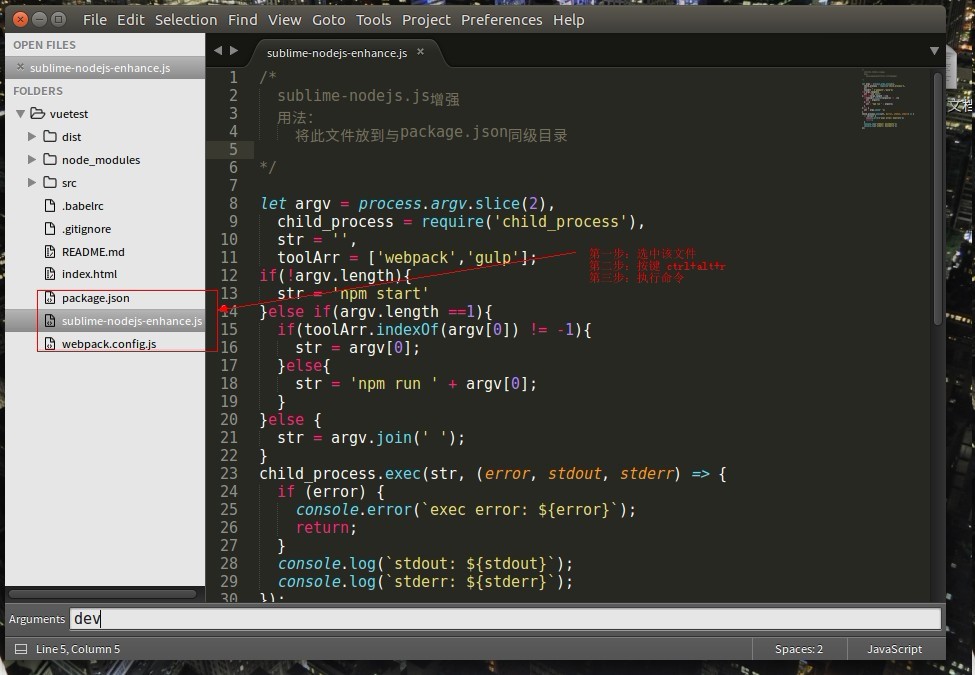 File Edit Selection Find View Goto Tools Project Preferences Help
OPEN FILES
sublime-nodejs-enhance.js
FOLDERS
vuetest
dist
node_modules
src
.babelrc
.gitignore
README.md
index.html
package.json
sublime-nodejs-enhance.js
webpack.config.js
sublime-nodejs-enhance.js
1 /*
2 sublime-nodejs.js增强
3 用法:
4 将此文件放到与package.json同级目录
5
6 */
7
8 let argv = process.argv.slice(2),
9 child_process = require('child_process'),
10 str = '',
11 toolArr = ['webpack','gulp'];
12 if(!argv.length){
13 str = 'npm start'
14 }else if(argv.length ==1){
15 if(toolArr.indexOf(argv[0]) != -1){
16 str = argv[0];
17 }else{
18 str = 'npm run ' + argv[0];
19 }
20 }else {
21 str = argv.join(' ');
22 }
23 child_process.exec(str, (error, stdout, stderr) => {
24 if (error) {
25 console.error(`exec error: ${error}`);
26 return;
27 }
28 console.log(`stdout: ${stdout}`);
29 console.log(`stderr: ${stderr}`);
30 });
第一步：选中该文件
第二步：按键 ctrl+alt+r
第三步：执行命令
文档
Arguments dev
Line 5, Column 5
Spaces: 2
JavaScript